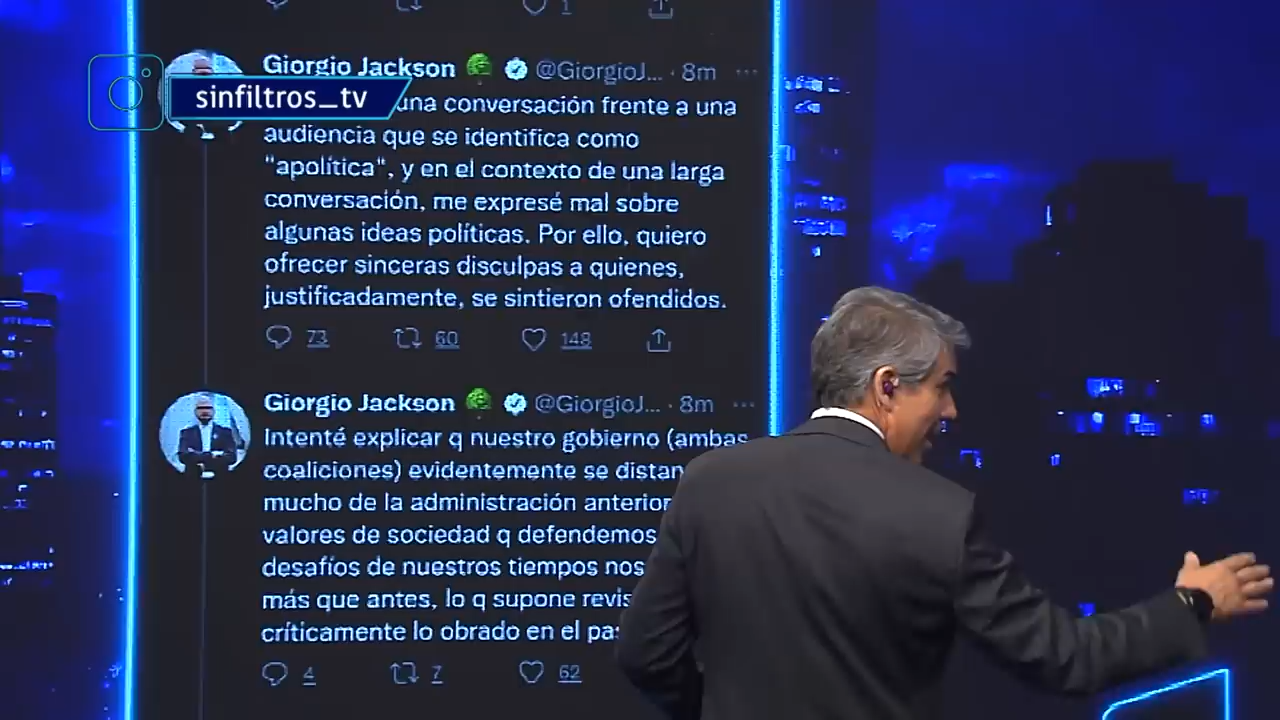 1
Giorgio Jackson @GiorgioJ... · 8m ...
sinfiltros_tv
una conversación frente a una
audiencia que se identifica como
"apolítica", y en el contexto de una larga
conversación, me expresé mal sobre
algunas ideas políticas. Por ello, quiero
ofrecer sinceras disculpas a quienes,
justificadamente, se sintieron ofendidos.
73 60 148
Giorgio Jackson @GiorgioJ... · 8m ...
Intenté explicar q nuestro gobierno (ambas
coaliciones) evidentemente se distan
mucho de la administración anterior
valores de sociedad q defendemos
desafíos de nuestros tiempos nos
más que antes, lo q supone revis
críticamente lo obrado en el pas
4 7 62